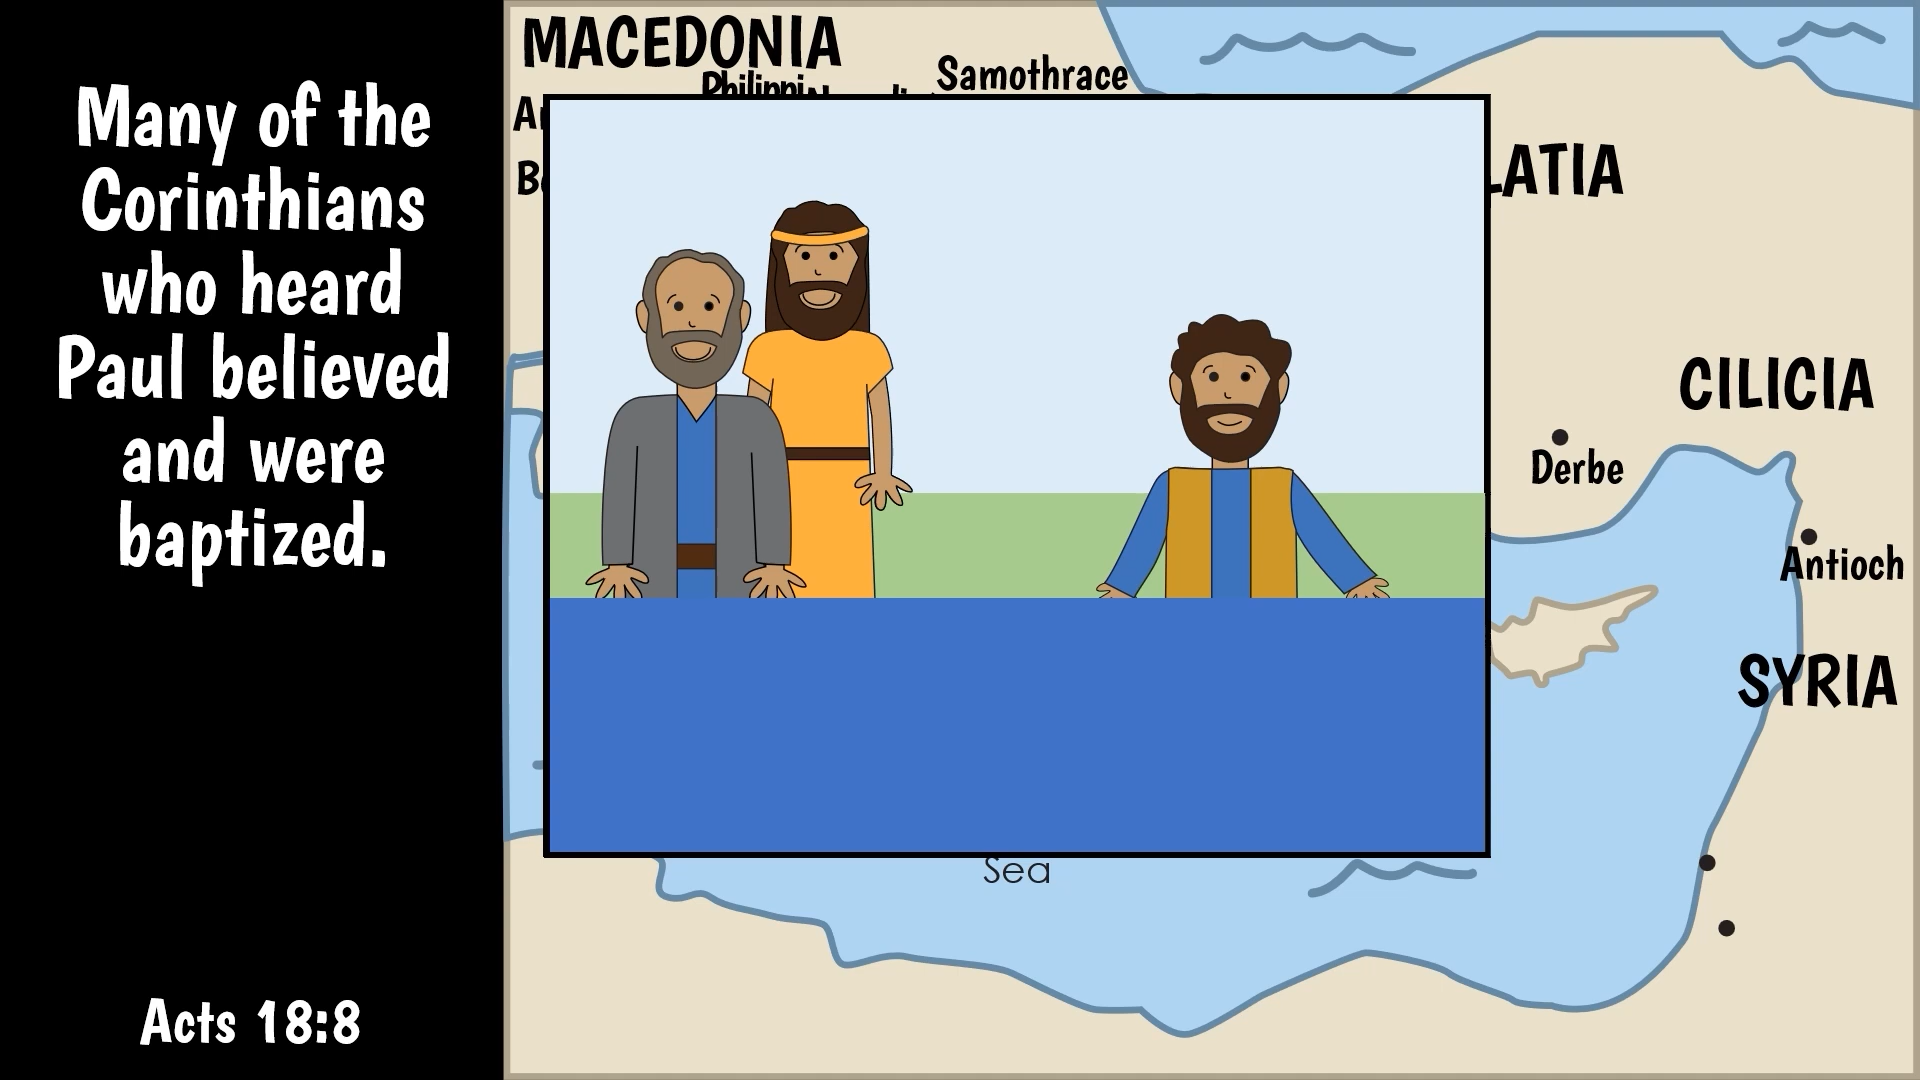 Many of the
Corinthians
who heard
Paul believed
and were
baptized.
Acts 18:8
MACEDONIA
Philippi
Samothrace
CILICIA
Derbe
Antioch
SYRIA
Sea